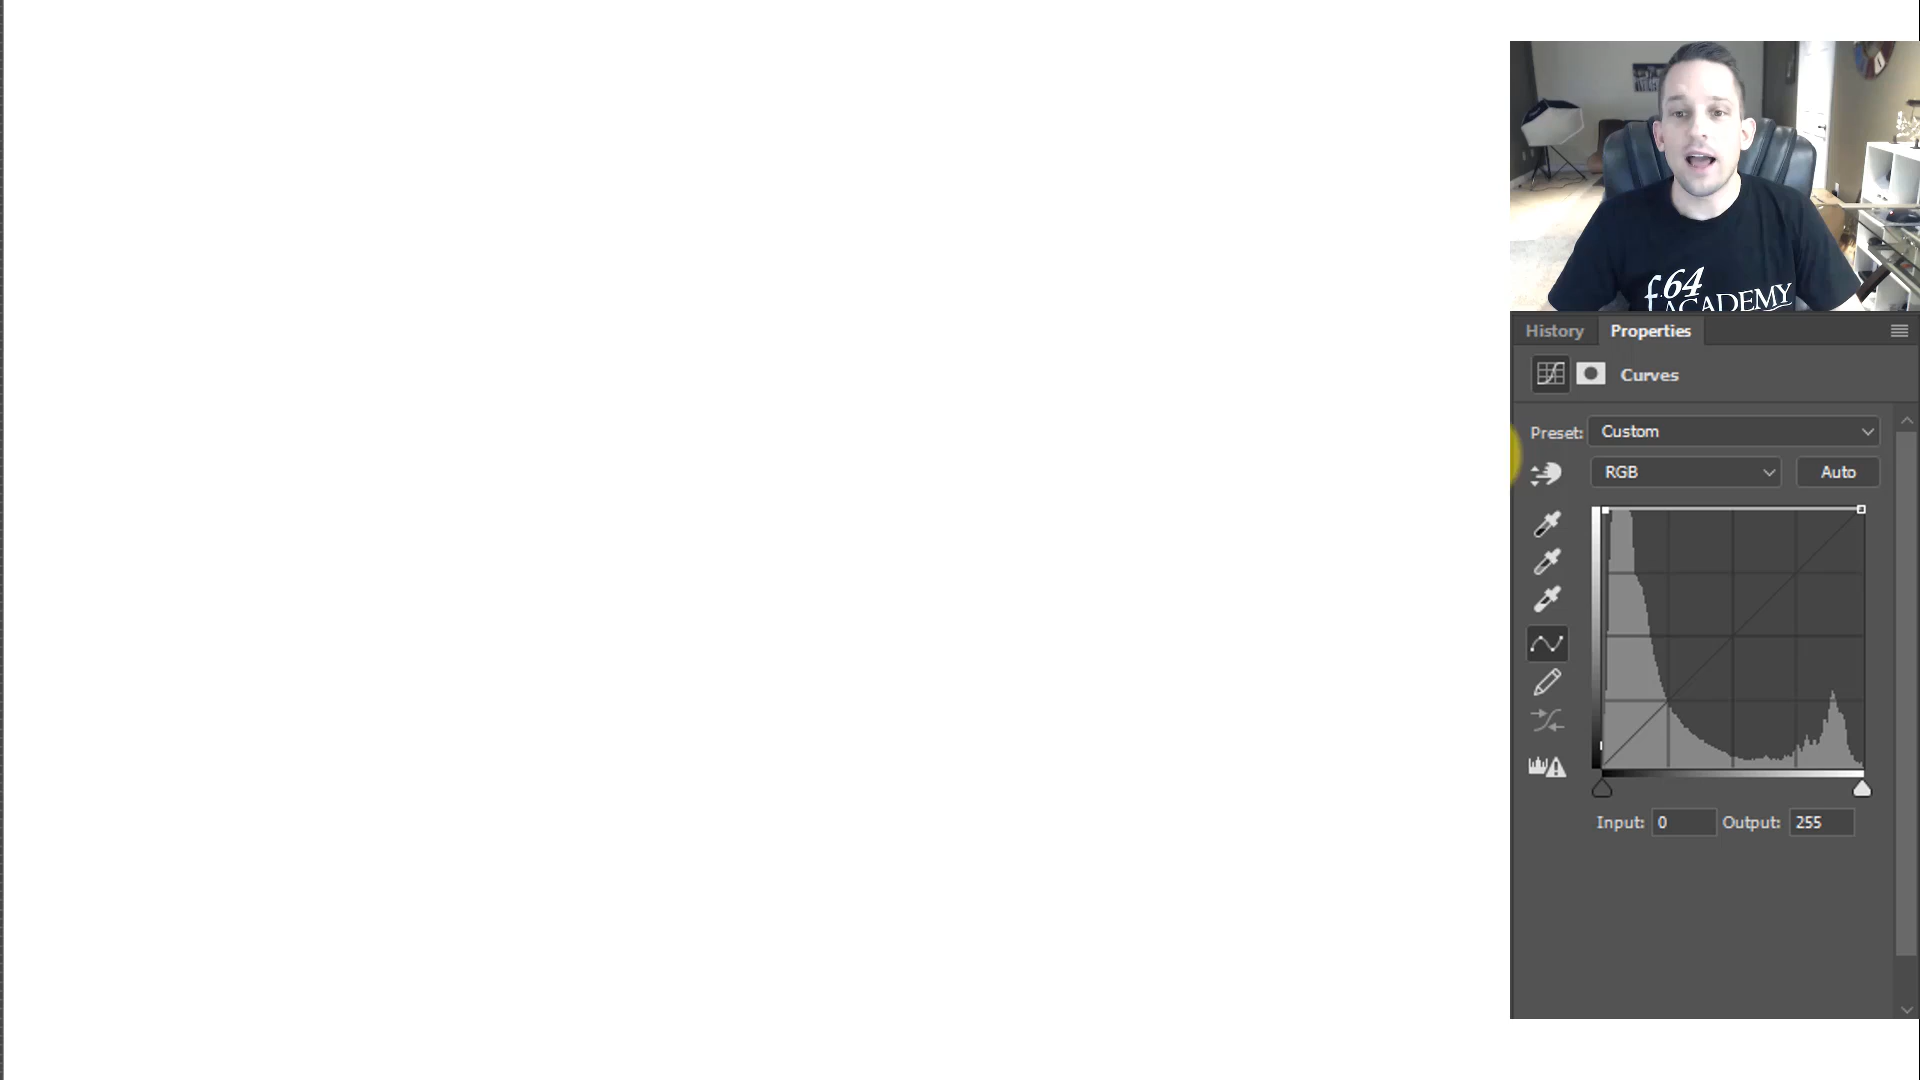 f.64
ACADEMY
History Properties
Curves
Preset: Custom
RGB Auto
Input: 0 Output: 255